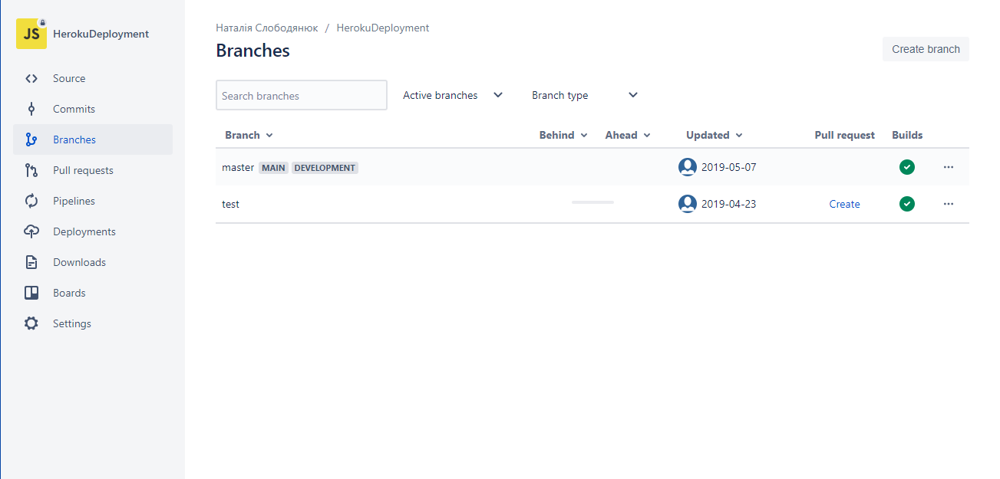 JS HerokuDeployment
Source
Commits
Branches
Pull requests
Pipelines
Deployments
Downloads
Boards
Settings
Наталія Слободянюк / HerokuDeployment
Branches
Create branch
Search branches Active branches Branch type
Branch Behind Ahead Updated Pull request Builds
master MAIN DEVELOPMENT 2019-05-07
test 2019-04-23 Create